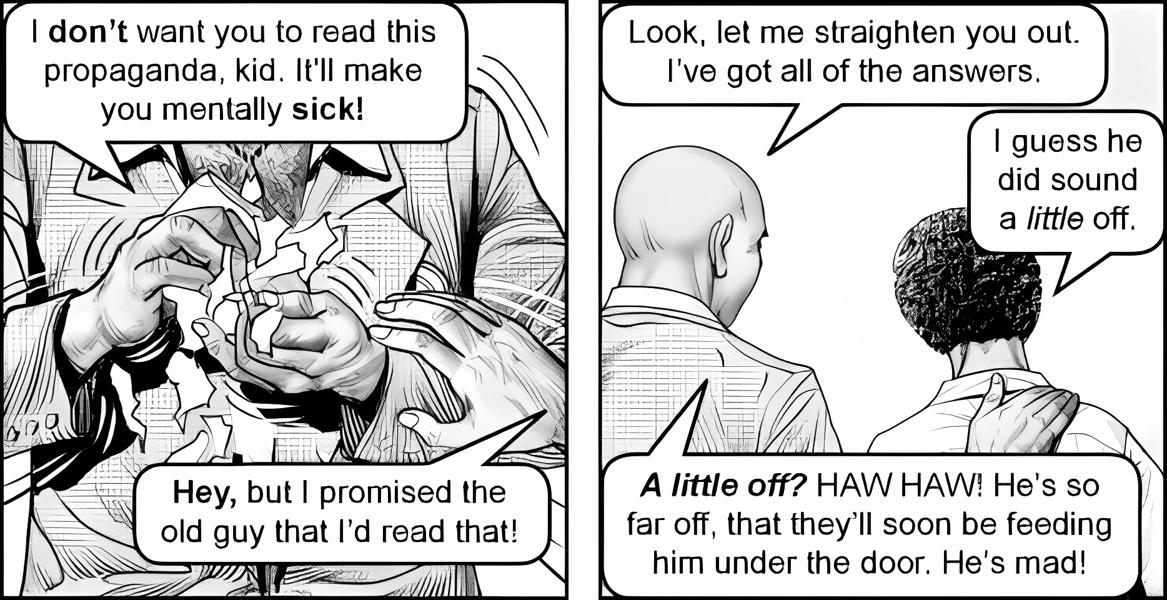 I don't want you to read this
propaganda, kid. It'll make
you mentally sick!
Hey, but I promised the
old guy that I'd read that!
Look, let me straighten you out.
I've got all of the answers.
I guess he
did sound
a little off.
A little off? HAW HAW! He's so
far off, that they'll soon be feeding
him under the door. He's mad!